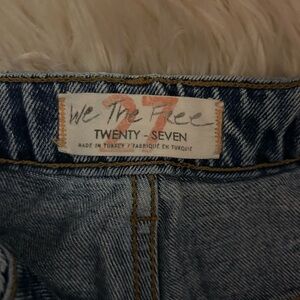 27
We The Free
TWENTY - SEVEN
MADE IN TURKEY / FABRIQUÉ EN TURQUIE